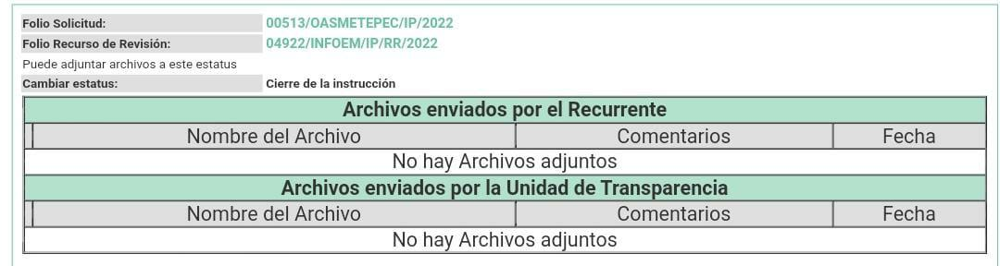 Folio Solicitud: 00513/OASMETEPEC/IP/2022
Folio Recurso de Revisión: 04922/INFOEM/IP/RR/2022
Puede adjuntar archivos a este estatus
Cambiar estatus: Cierre de la instrucción
Archivos enviados por el Recurrente
Nombre del Archivo Comentarios Fecha
No hay Archivos adjuntos
Archivos enviados por la Unidad de Transparencia
Nombre del Archivo Comentarios Fecha
No hay Archivos adjuntos